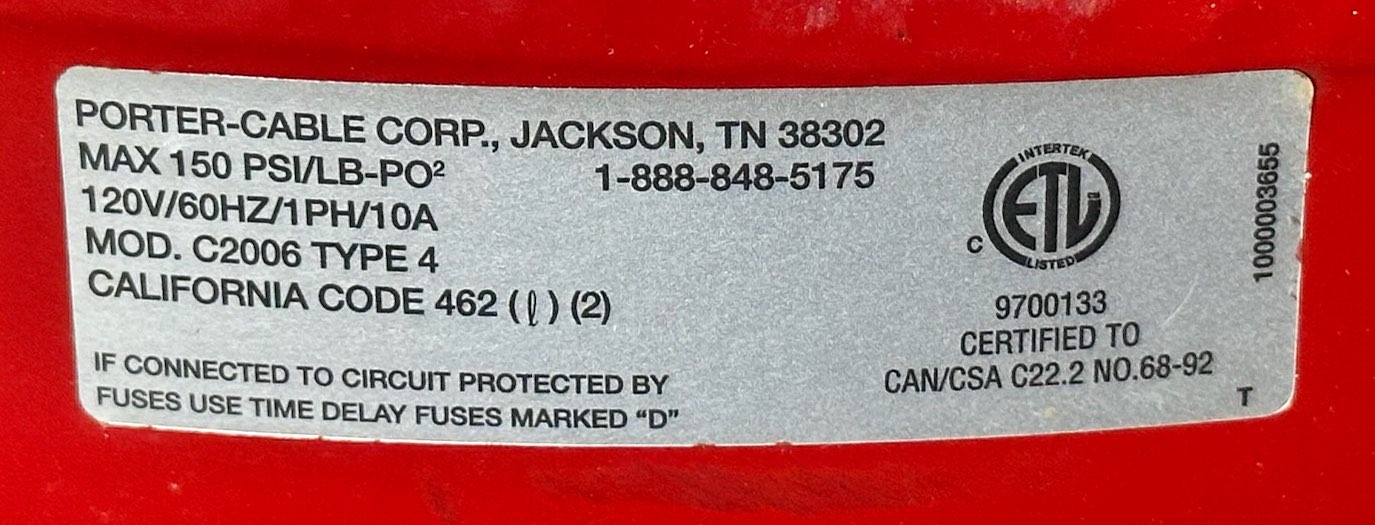 PORTER-CABLE CORP., JACKSON, TN 38302
MAX 150 PSI/LB-PO² 1-888-848-5175
120V/60HZ/1PH/10A
MOD. C2006 TYPE 4
CALIFORNIA CODE 462 (ℓ) (2)
IF CONNECTED TO CIRCUIT PROTECTED BY
FUSES USE TIME DELAY FUSES MARKED “D”
INTERTEK
C ETL
LISTED
9700133
CERTIFIED TO
CAN/CSA C22.2 NO.68-92
1000003655
T